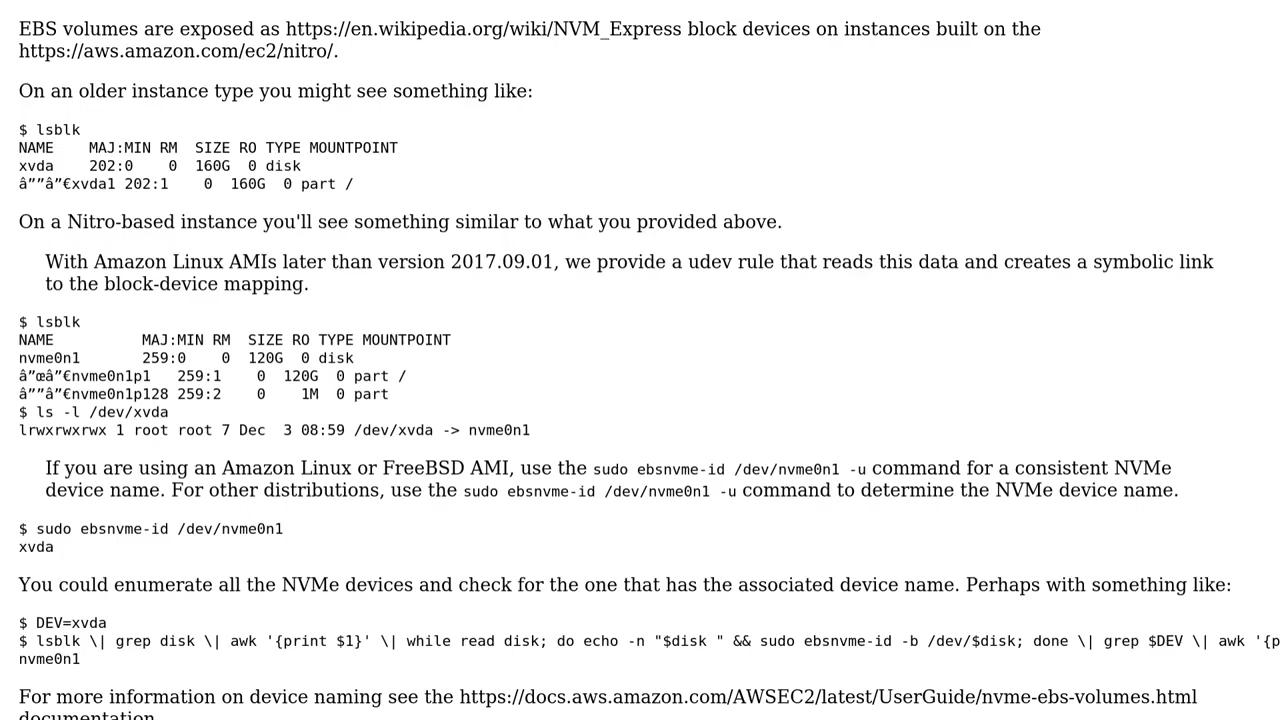 EBS volumes are exposed as https://en.wikipedia.org/wiki/NVM_Express block devices on instances built on the
https://aws.amazon.com/ec2/nitro/.
On an older instance type you might see something like:
$ lsblk
NAME    MAJ:MIN RM  SIZE RO TYPE MOUNTPOINT
xvda    202:0    0  160G  0 disk
â””â”€xvda1 202:1    0  160G  0 part /
On a Nitro-based instance you'll see something similar to what you provided above.
With Amazon Linux AMIs later than version 2017.09.01, we provide a udev rule that reads this data and creates a symbolic link
to the block-device mapping.
$ lsblk
NAME          MAJ:MIN RM  SIZE RO TYPE MOUNTPOINT
nvme0n1       259:0    0  120G  0 disk
â”œâ”€nvme0n1p1   259:1    0  120G  0 part /
â””â”€nvme0n1p128 259:2    0    1M  0 part
$ ls -l /dev/xvda
lrwxrwxrwx 1 root root 7 Dec  3 08:59 /dev/xvda -> nvme0n1
If you are using an Amazon Linux or FreeBSD AMI, use the sudo ebsnvme-id /dev/nvme0n1 -u command for a consistent NVMe
device name. For other distributions, use the sudo ebsnvme-id /dev/nvme0n1 -u command to determine the NVMe device name.
$ sudo ebsnvme-id /dev/nvme0n1
xvda
You could enumerate all the NVMe devices and check for the one that has the associated device name. Perhaps with something like:
$ DEV=xvda
$ lsblk \| grep disk \| awk '{print $1}' \| while read disk; do echo -n "$disk " && sudo ebsnvme-id -b /dev/$disk; done \| grep $DEV \| awk '{p
nvme0n1
For more information on device naming see the https://docs.aws.amazon.com/AWSEC2/latest/UserGuide/nvme-ebs-volumes.html
documentation